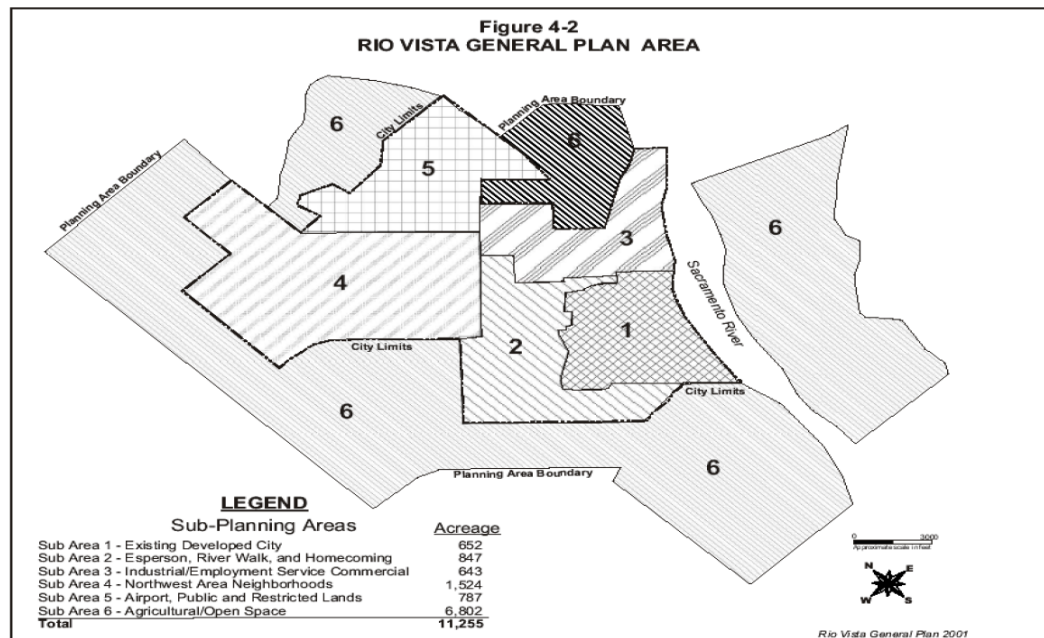 Figure 4-2
RIO VISTA GENERAL PLAN AREA
Planning Area Boundary
6
City Limits
6
5
Planning Area Boundary
6
3
Sacramento River
4
City Limits
2
1
City Limits
6
6
Planning Area Boundary
LEGEND
Sub-Planning Areas Acreage
Sub Area 1 - Existing Developed City 652
Sub Area 2 - Esperson, River Walk, and Homecoming 847
Sub Area 3 - Industrial/Employment Service Commercial 643
Sub Area 4 - Northwest Area Neighborhoods 1,524
Sub Area 5 - Airport, Public and Restricted Lands 787
Sub Area 6 - Agricultural/Open Space 6,802
Total 11,255
0 3000
Approximate scale in feet
N E
W S
Rio Vista General Plan 2001